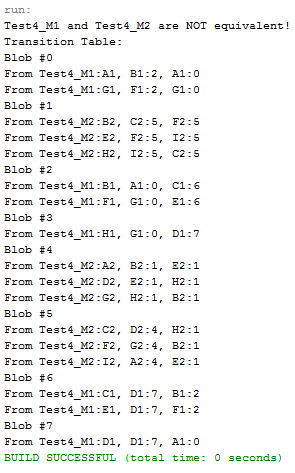 run:
Test4_M1 and Test4_M2 are NOT equivalent!
Transition Table:
Blob #0
From Test4_M1:A1, B1:2, A1:0
From Test4_M1:G1, F1:2, G1:0
Blob #1
From Test4_M2:B2, C2:5, F2:5
From Test4_M2:E2, F2:5, I2:5
From Test4_M2:H2, I2:5, C2:5
Blob #2
From Test4_M1:B1, A1:0, C1:6
From Test4_M1:F1, G1:0, E1:6
Blob #3
From Test4_M1:H1, G1:0, D1:7
Blob #4
From Test4_M2:A2, B2:1, E2:1
From Test4_M2:D2, E2:1, H2:1
From Test4_M2:G2, H2:1, B2:1
Blob #5
From Test4_M2:C2, D2:4, H2:1
From Test4_M2:F2, G2:4, B2:1
From Test4_M2:I2, A2:4, E2:1
Blob #6
From Test4_M1:C1, D1:7, B1:2
From Test4_M1:E1, D1:7, F1:2
Blob #7
From Test4_M1:D1, D1:7, A1:0
BUILD SUCCESSFUL (total time: 0 seconds)